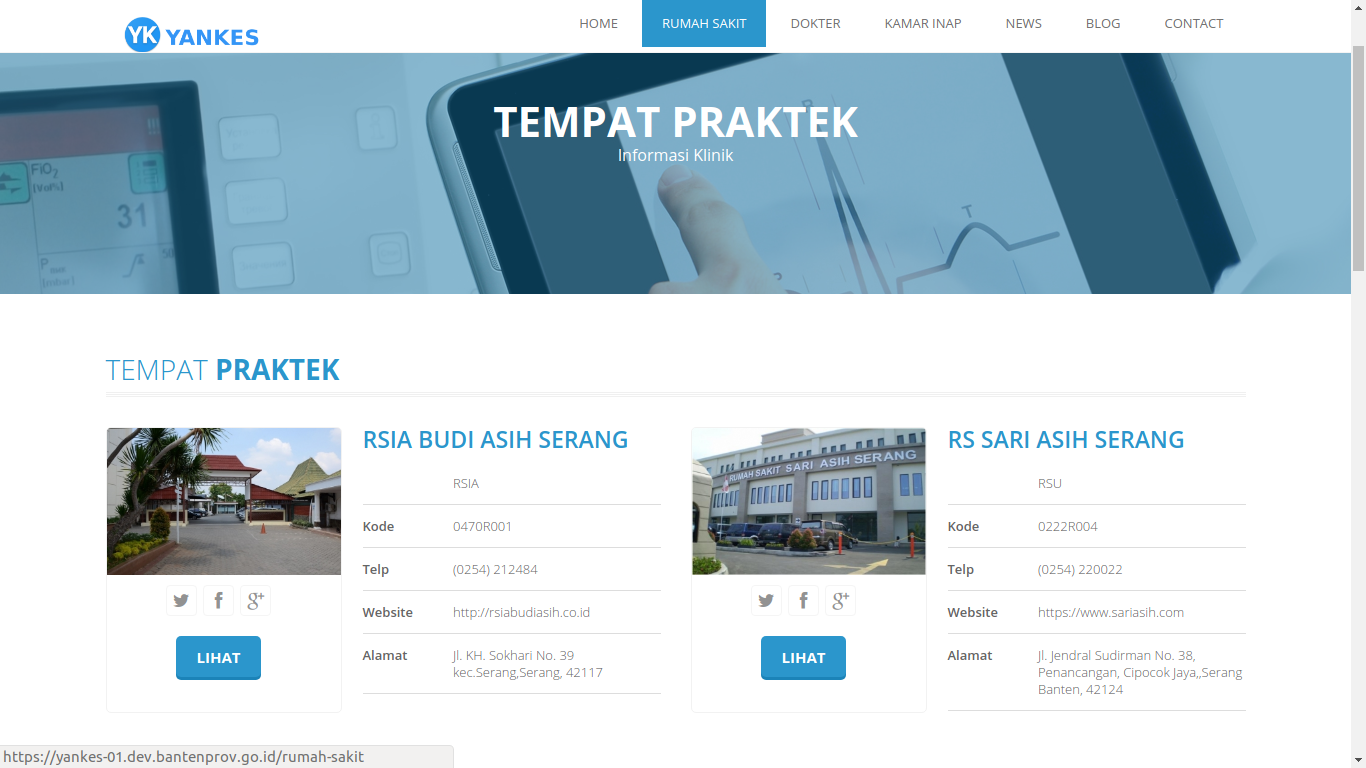 YK YANKES
HOME
RUMAH SAKIT
DOKTER
KAMAR INAP
NEWS
BLOG
CONTACT
TEMPAT PRAKTEK
Informasi Klinik
FiO2
(Vol%)
31
50
P
(mbar)
R
T
TEMPAT PRAKTEK
RSIA BUDI ASIH SERANG
RSIA
Kode 0470R001
Telp (0254) 212484
Website http://rsiabudiasih.co.id
Alamat Jl. KH. Sokhari No. 39
kec.Serang,Serang, 42117
g+
LIHAT
RUMAH SAKIT SARI ASIH SERANG
RS SARI ASIH SERANG
RSU
Kode 0222R004
Telp (0254) 220022
Website https://www.sariasih.com
Alamat Jl. Jendral Sudirman No. 38,
Penancangan, Cipocok Jaya,,Serang
Banten, 42124
g+
LIHAT
https://yankes-01.dev.bantenprov.go.id/rumah-sakit